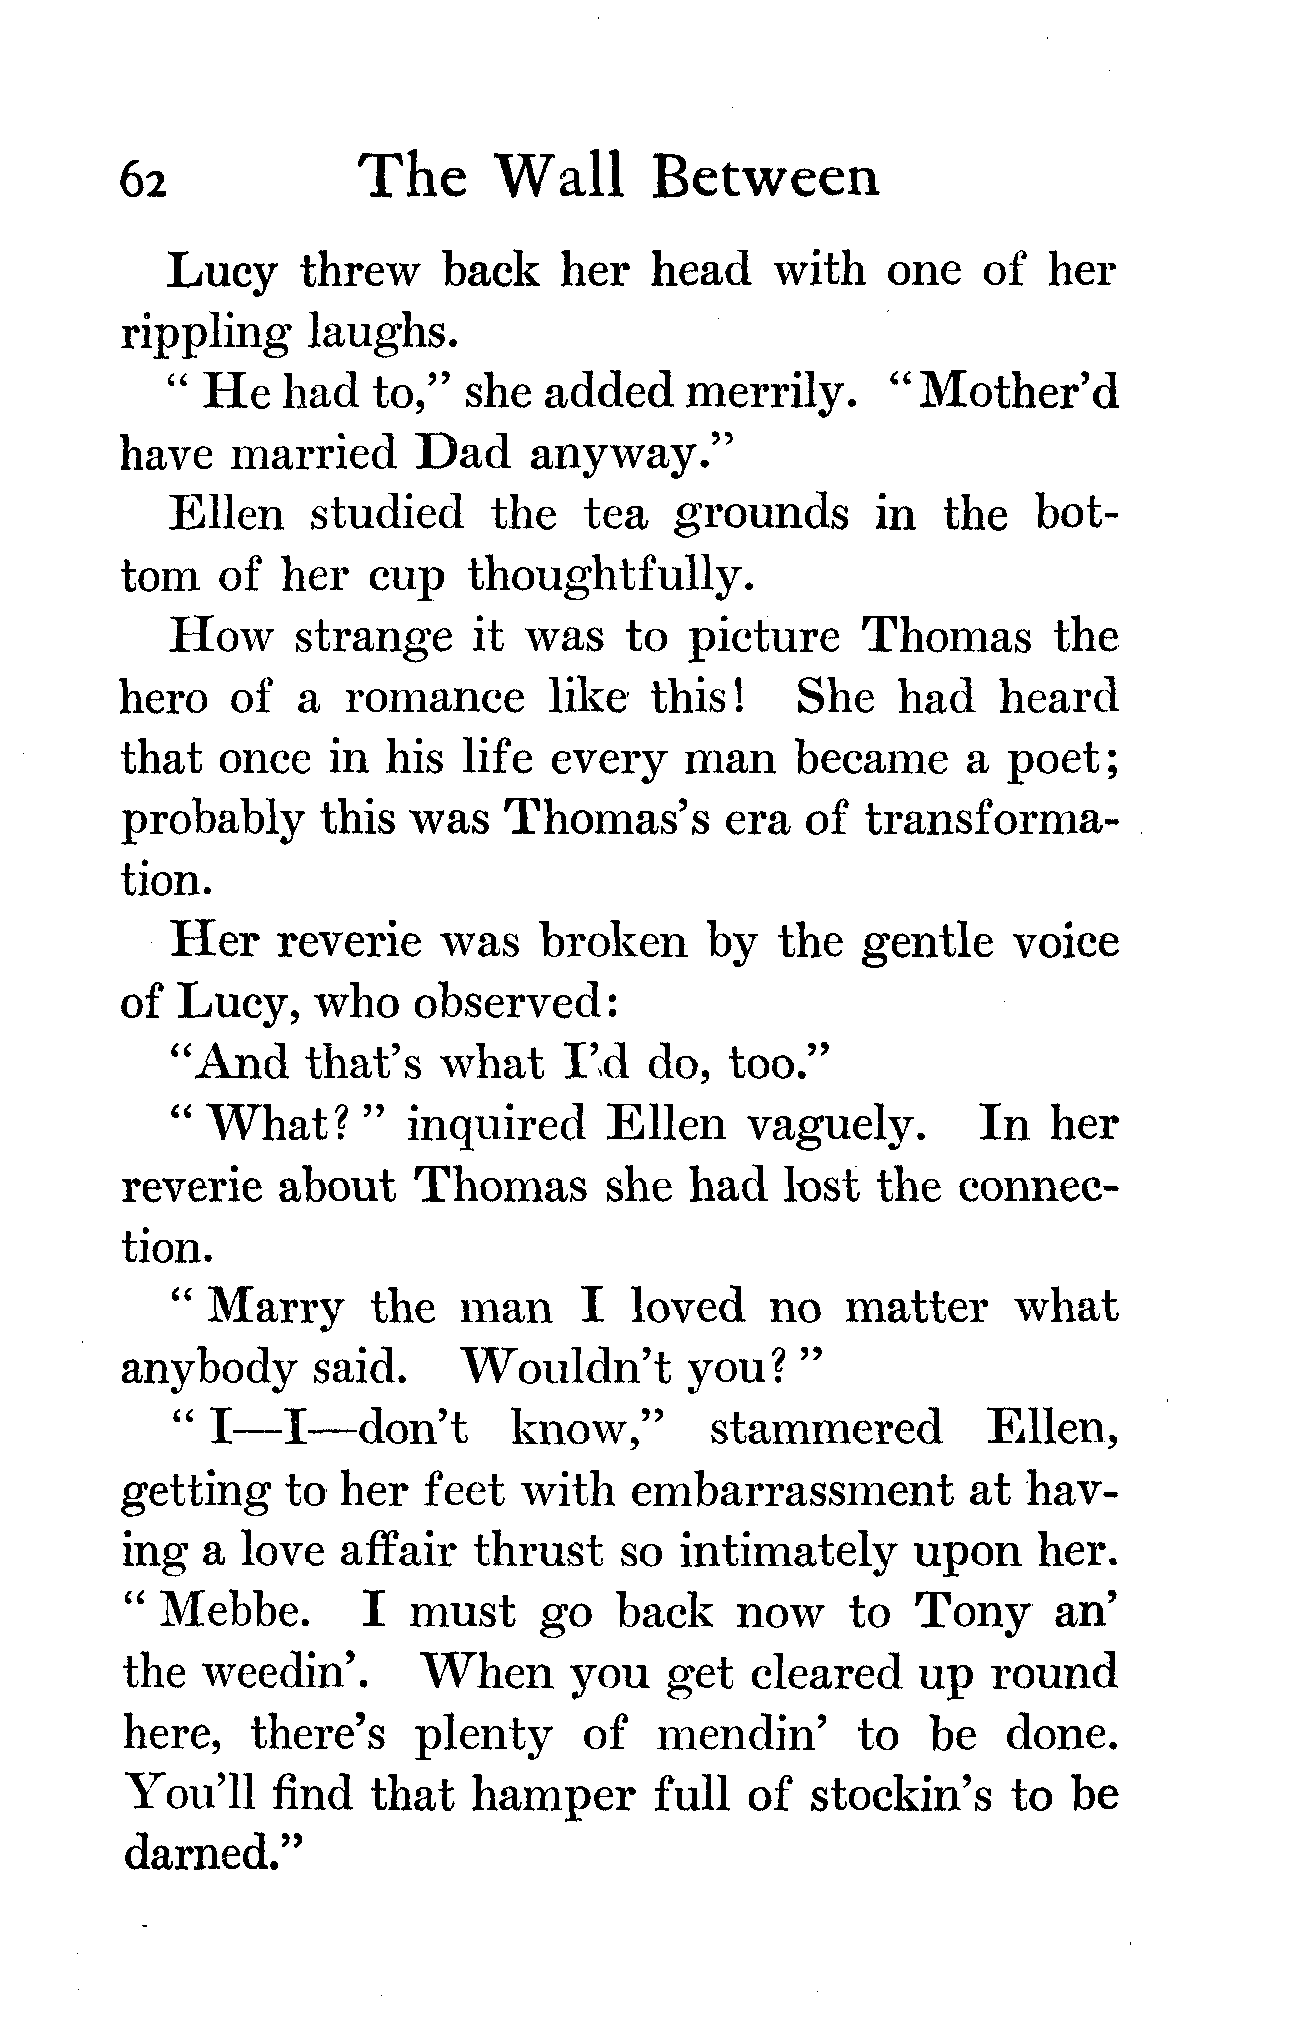 62 The Wall Between
Lucy threw back her head with one of her
rippling laughs.
“ He had to,” she added merrily. “Mother’d
have married Dad anyway.”
Ellen studied the tea grounds in the bot-
tom of her cup thoughtfully.
How strange it was to picture Thomas the
hero of a romance like this! She had heard
that once in his life every man became a poet;
probably this was Thomas’s era of transforma-
tion.
Her reverie was broken by the gentle voice
of Lucy, who observed:
“And that’s what I’d do, too.”
“ What? ” inquired Ellen vaguely. In her
reverie about Thomas she had lost the connec-
tion.
“ Marry the man I loved no matter what
anybody said. Wouldn’t you? ”
“ I—I—don’t know,” stammered Ellen,
getting to her feet with embarrassment at hav-
ing a love affair thrust so intimately upon her.
“ Mebbe. I must go back now to Tony an’
the weedin’. When you get cleared up round
here, there’s plenty of mendin’ to be done.
You’ll find that hamper full of stockin’s to be
darned.”